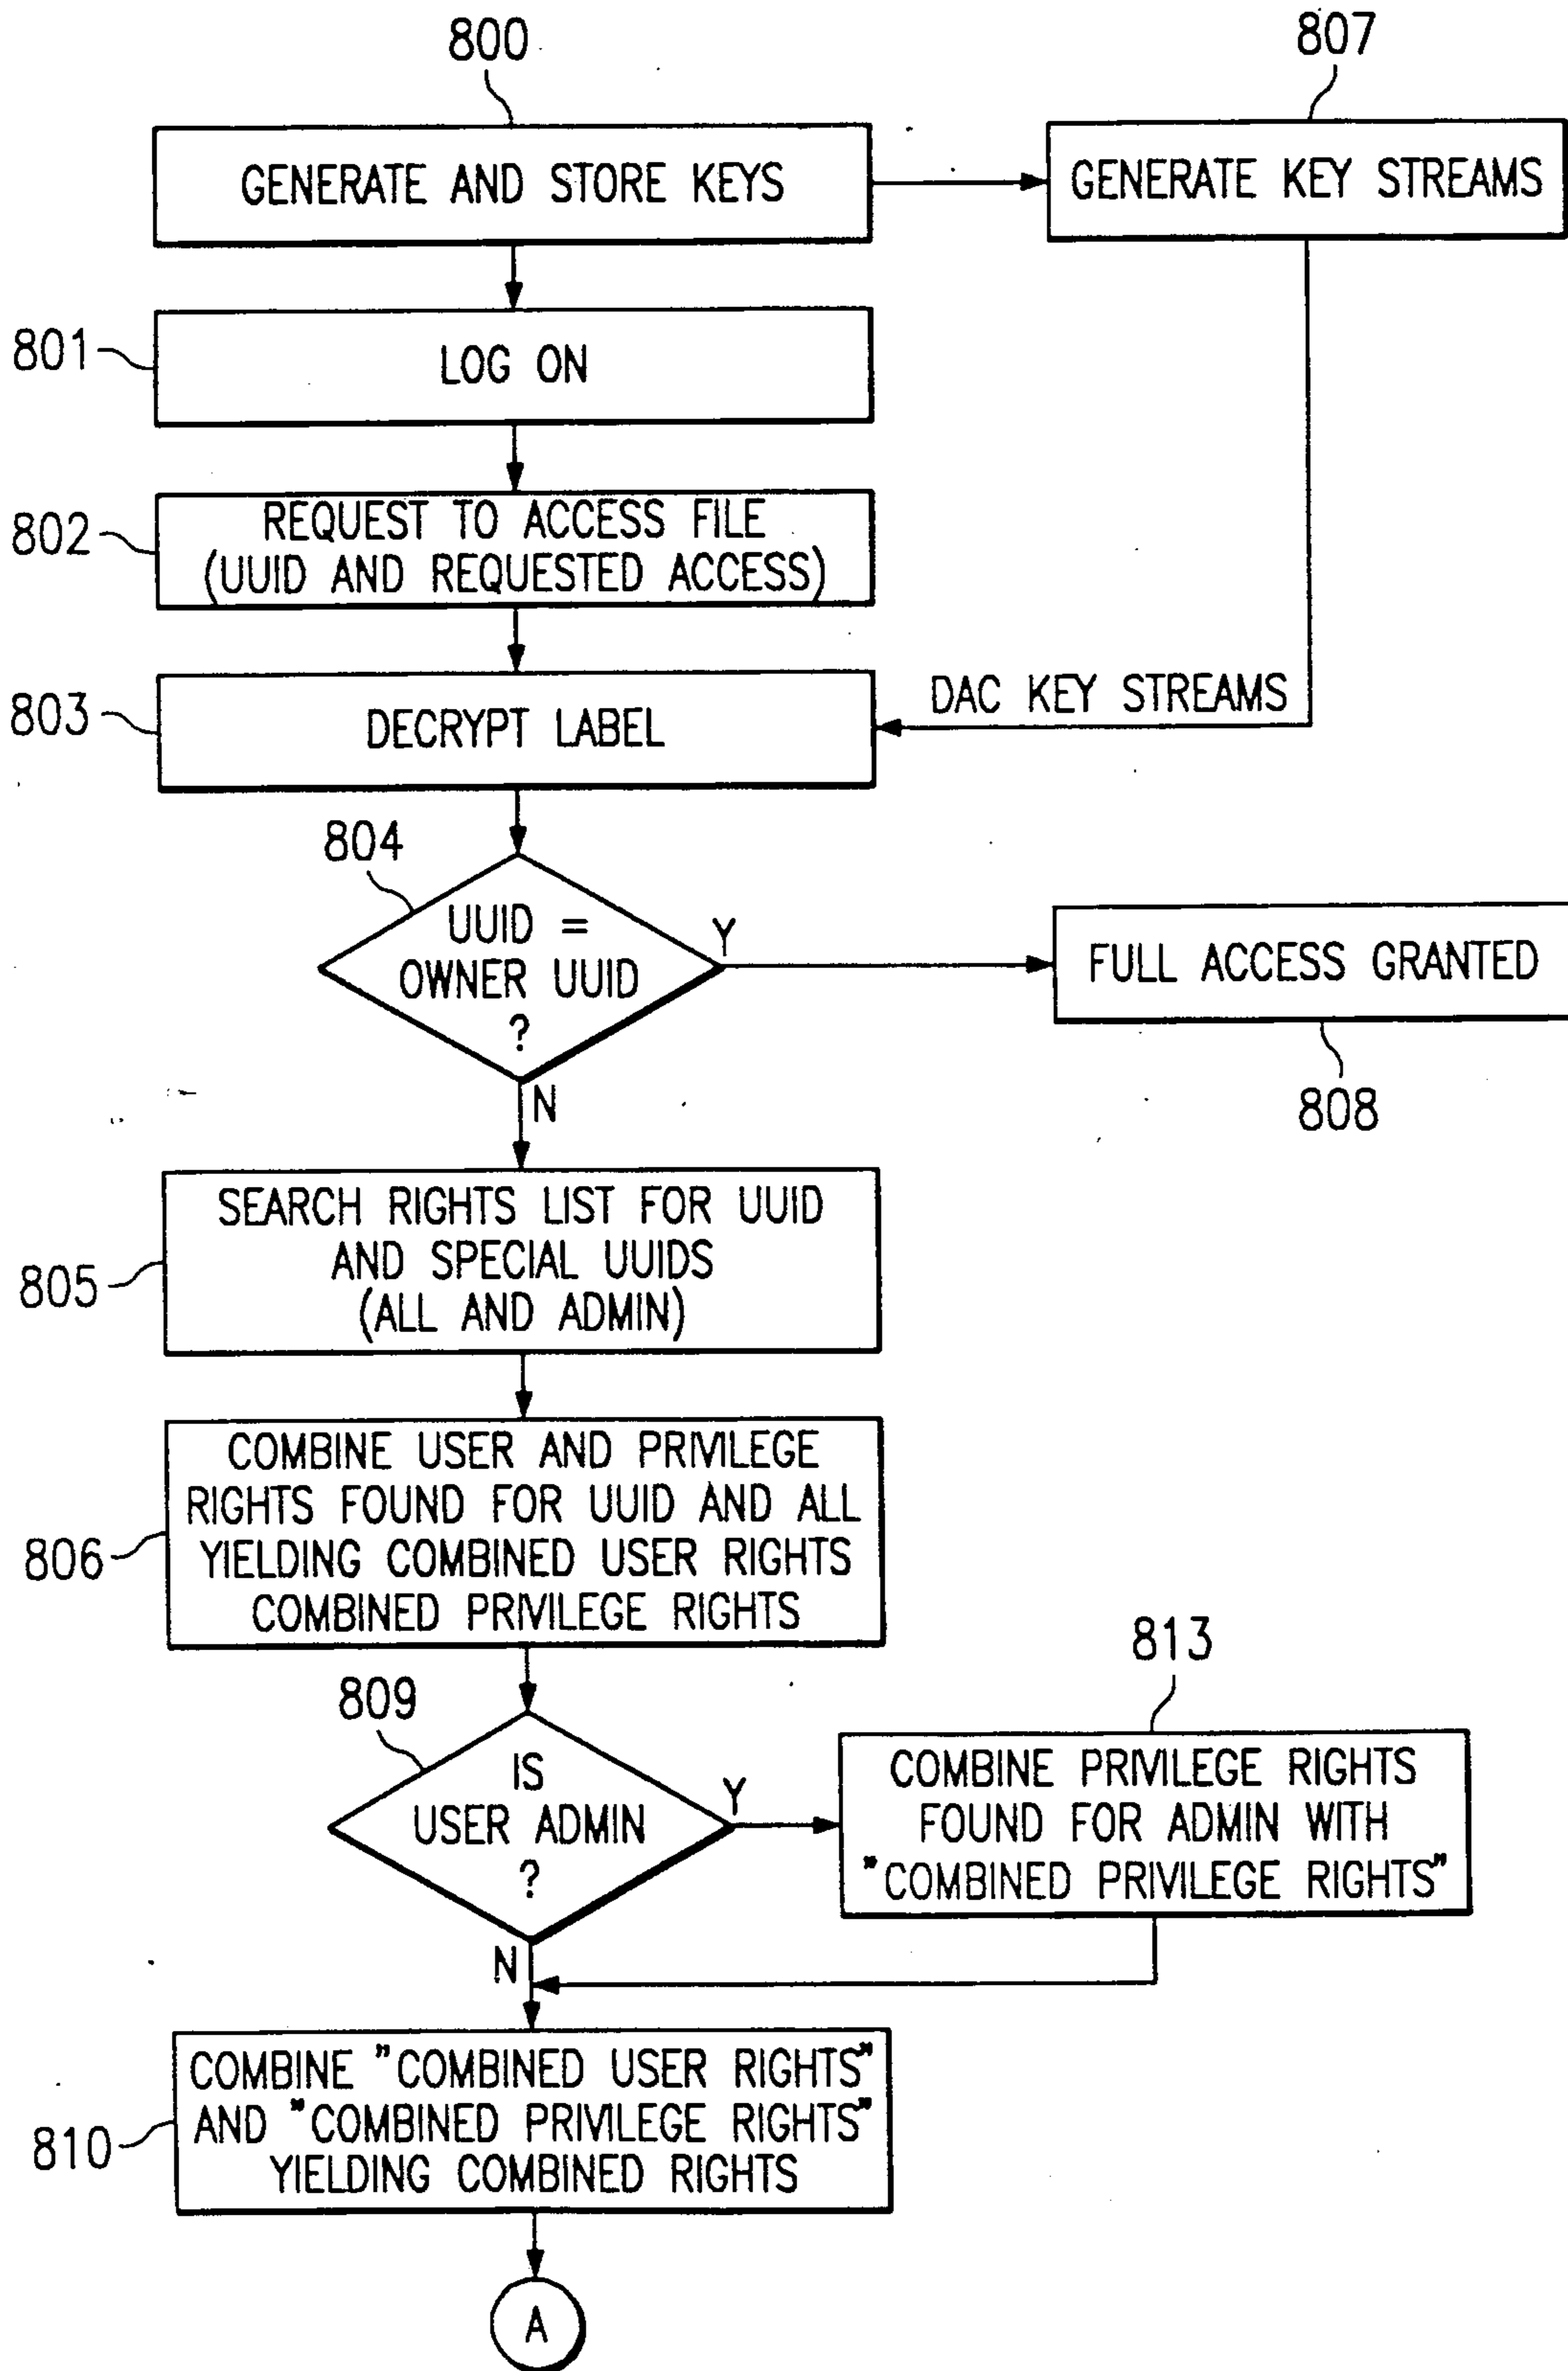 800
807
GENERATE AND STORE KEYS
GENERATE KEY STREAMS
801
LOG ON
802
REQUEST TO ACCESS FILE
(UUID AND REQUESTED ACCESS)
803
DECRYPT LABEL
DAC KEY STREAMS
804
UUID =
OWNER UUID
?
Y
N
FULL ACCESS GRANTED
808
805
SEARCH RIGHTS LIST FOR UUID
AND SPECIAL UUIDS
(ALL AND ADMIN)
806
COMBINE USER AND PRIVILEGE
RIGHTS FOUND FOR UUID AND ALL
YIELDING COMBINED USER RIGHTS
COMBINED PRIVILEGE RIGHTS
809
IS
USER ADMIN
?
Y
N
813
COMBINE PRIVILEGE RIGHTS
FOUND FOR ADMIN WITH
"COMBINED PRIVILEGE RIGHTS"
810
COMBINE "COMBINED USER RIGHTS"
AND "COMBINED PRIVILEGE RIGHTS"
YIELDING COMBINED RIGHTS
A